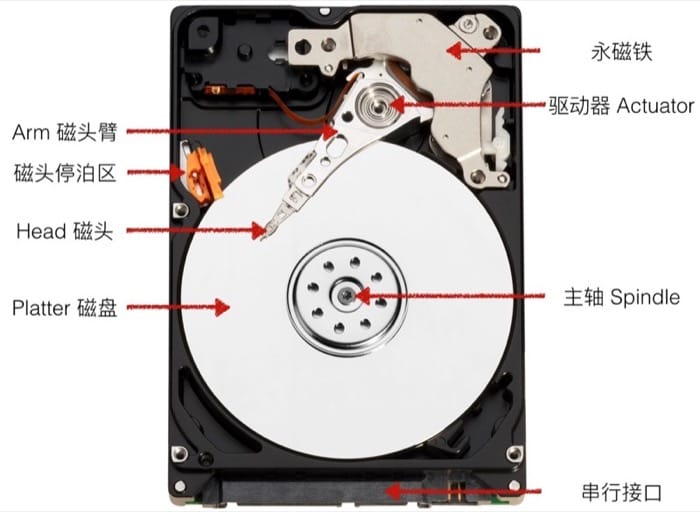 永磁铁
驱动器 Actuator
Arm 磁头臂
磁头停泊区
Head 磁头
Platter 磁盘
主轴 Spindle
串行接口